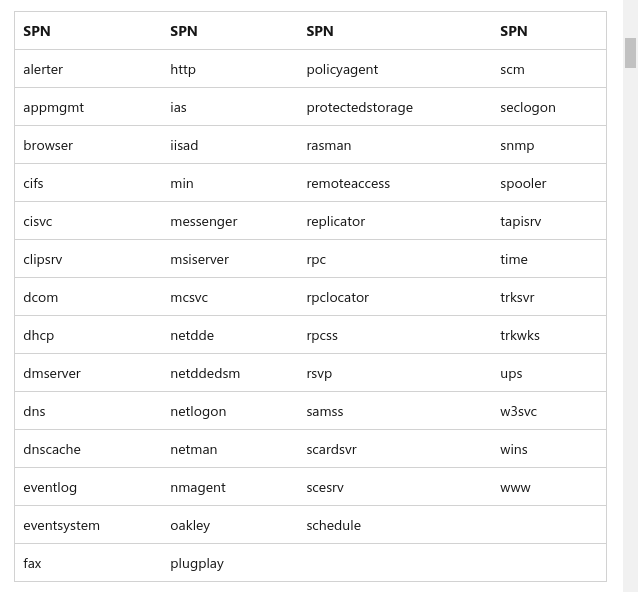 SPN SPN SPN SPN
alerter http policyagent scm
appmgmt ias protectedstorage seclogon
browser iisad rasman snmp
cifs min remoteaccess spooler
cisvc messenger replicator tapisrv
clipsrv msiserver rpc time
dcom mcsvc rpclocator trksvr
dhcp netdde rpcss trkwks
dmserver netddedsm rsvp ups
dns netlogon samss w3svc
dnscache netman scardsvr wins
eventlog nmagent scesrv www
eventsystem oakley schedule
fax plugplay